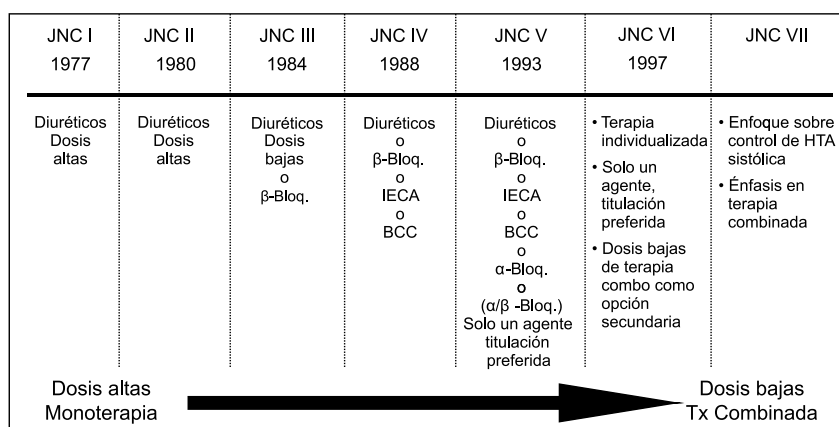 JNC I
1977
JNC II
1980
JNC III
1984
JNC IV
1988
JNC V
1993
JNC VI
1997
JNC VII
Diuréticos
Dosis
altas
Diuréticos
Dosis
altas
Diuréticos
Dosis
bajas
o
β-Bloq.
Diuréticos
o
β-Bloq.
o
IECA
o
BCC
Diuréticos
o
β-Bloq.
o
IECA
o
BCC
o
α-Bloq.
o
(α/β -Bloq.)
Solo un agente
titulación
preferida
• Terapia
individualizada
• Solo un
agente,
titulación
preferida
• Dosis bajas
de terapia
combo como
opción
secundaria
• Enfoque sobre
control de HTA
sistólica
• Énfasis en
terapia
combinada
Dosis altas
Monoterapia
Dosis bajas
Tx Combinada